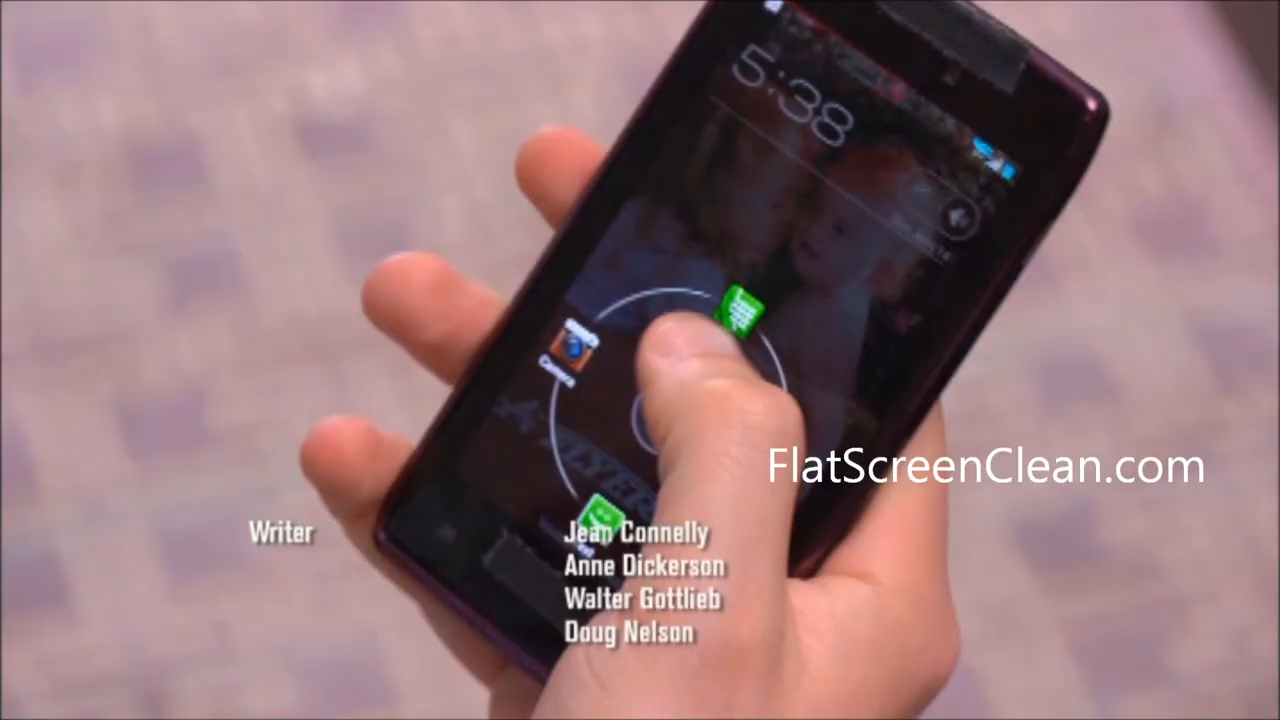 5:38
Camera
FlatScreenClean.com
Writer
Jean Connelly
Anne Dickerson
Walter Gottlieb
Doug Nelson